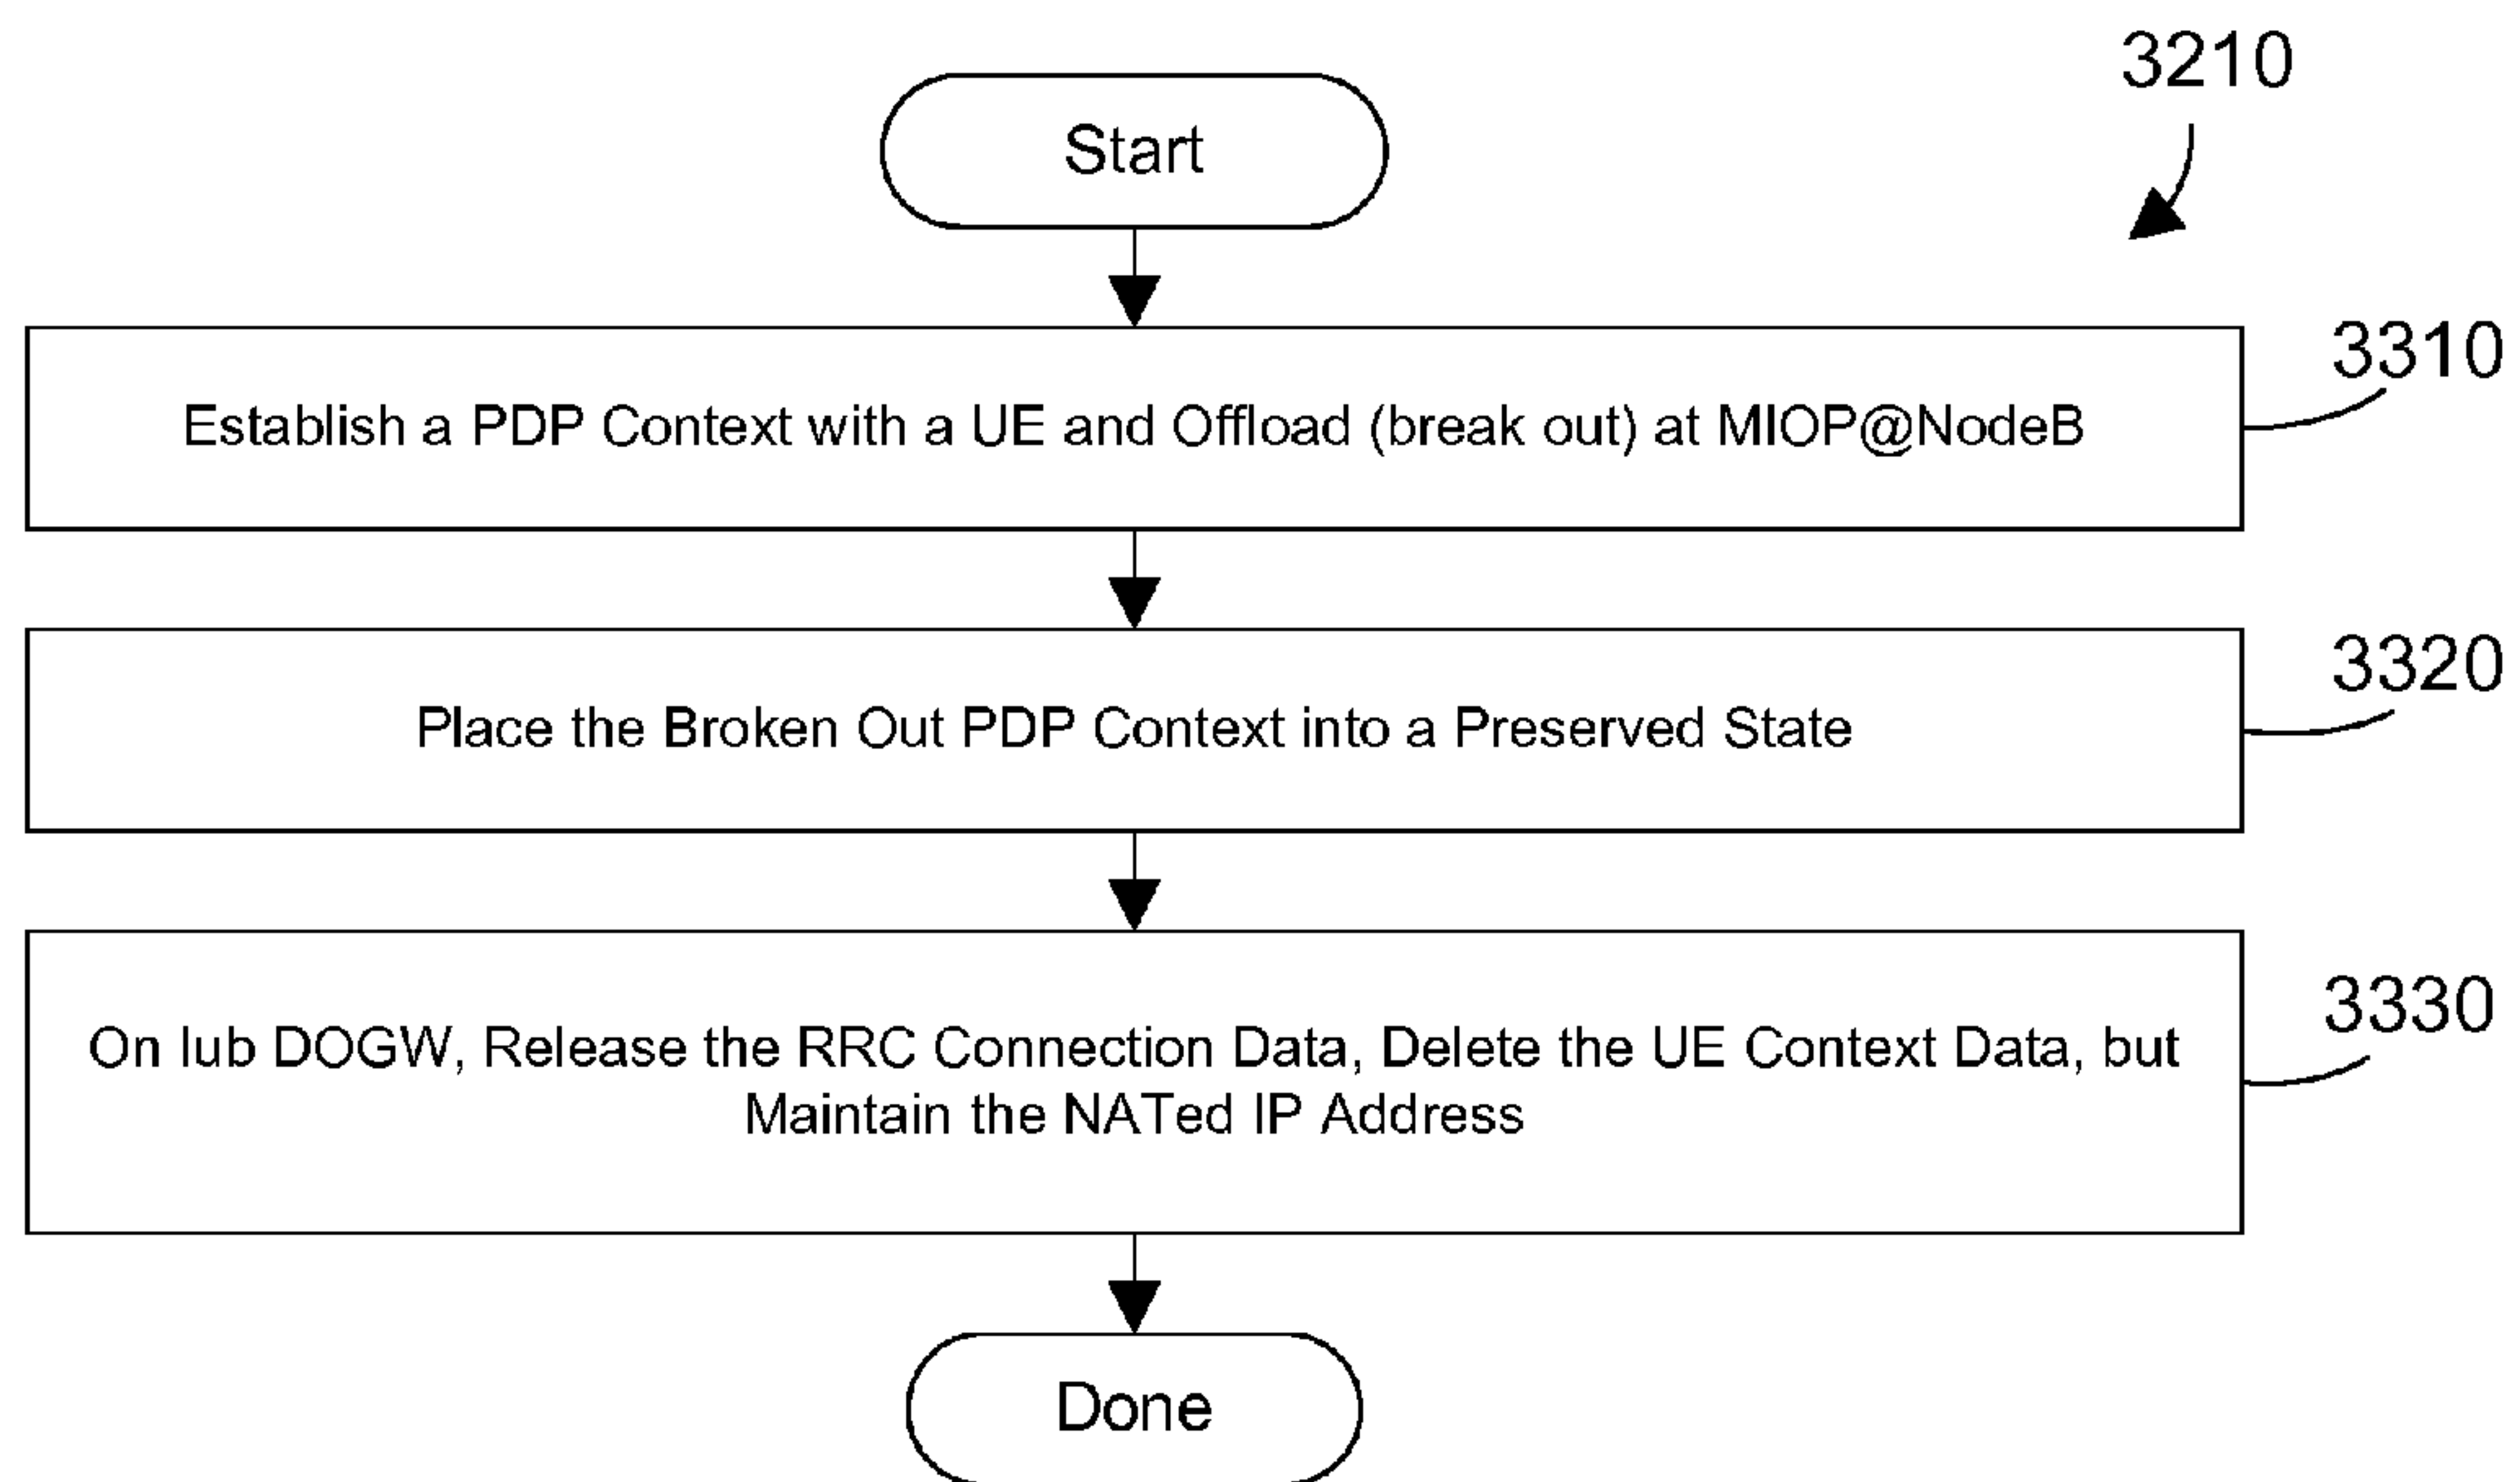 3210
Start
3310
Establish a PDP Context with a UE and Offload (break out) at MIOP@NodeB
3320
Place the Broken Out PDP Context into a Preserved State
3330
On Iub DOGW, Release the RRC Connection Data, Delete the UE Context Data, but
Maintain the NATed IP Address
Done